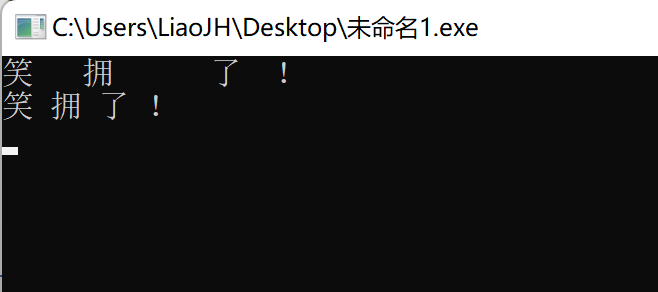 C:\Users\LiaoJH\Desktop\未命名1.exe
笑   拥      了  !
笑 拥 了 !